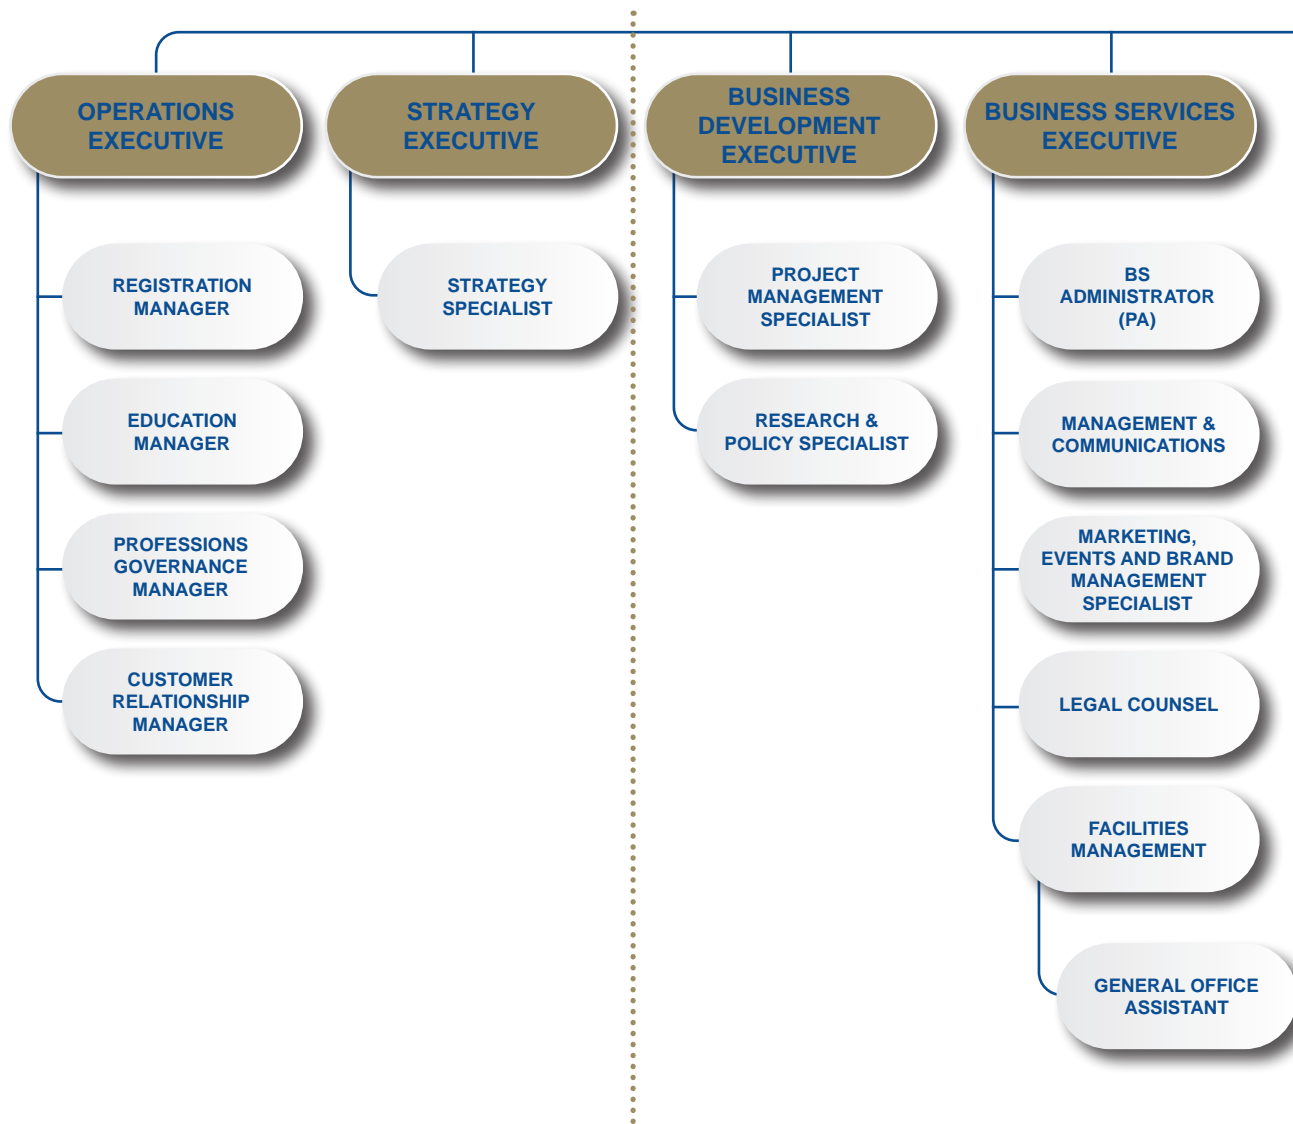 OPERATIONS
EXECUTIVE
STRATEGY
EXECUTIVE
BUSINESS
DEVELOPMENT
EXECUTIVE
BUSINESS SERVICES
EXECUTIVE
REGISTRATION
MANAGER
EDUCATION
MANAGER
PROFESSIONS
GOVERNANCE
MANAGER
CUSTOMER
RELATIONSHIP
MANAGER
STRATEGY
SPECIALIST
PROJECT
MANAGEMENT
SPECIALIST
RESEARCH &
POLICY SPECIALIST
BS
ADMINISTRATOR
(PA)
MANAGEMENT &
COMMUNICATIONS
MARKETING,
EVENTS AND BRAND
MANAGEMENT
SPECIALIST
LEGAL COUNSEL
FACILITIES
MANAGEMENT
GENERAL OFFICE
ASSISTANT